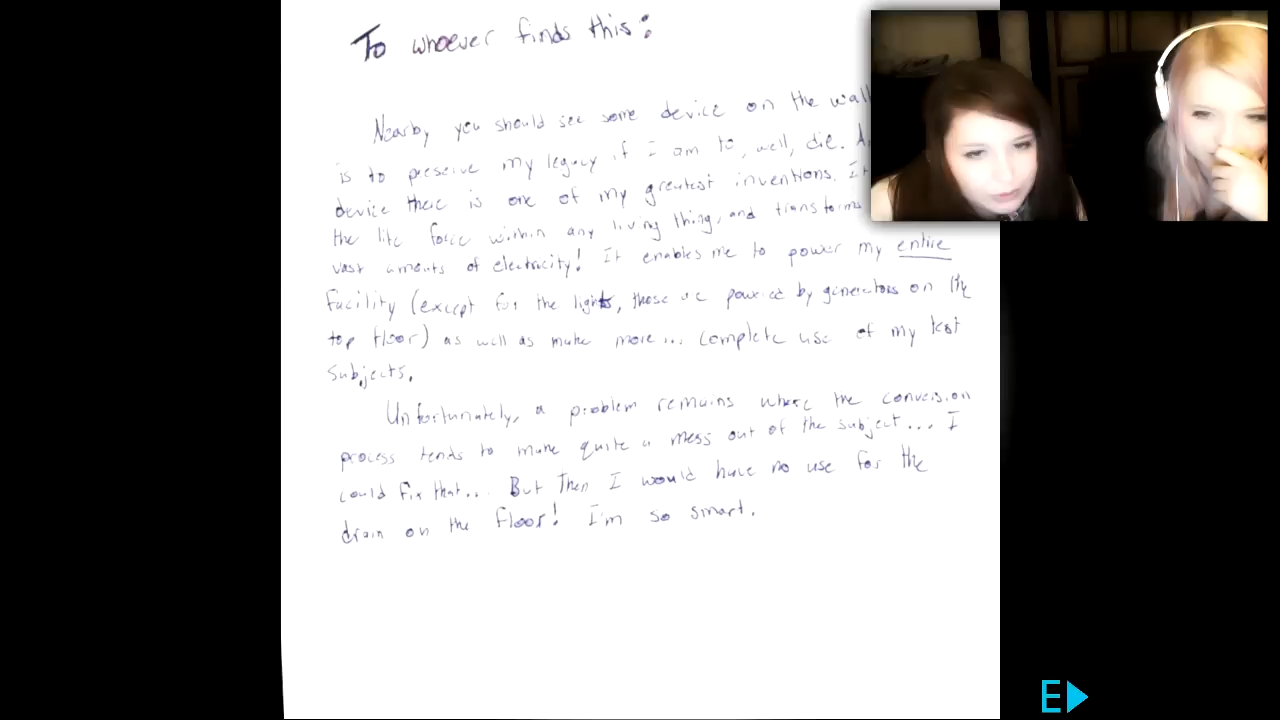 To whoever finds this:
Nearby you should see some device on the wall
is to preserve my legacy if I am to, well, die.
device there is one of my greatest inventions. It
the life force within any living thing, and transforms
vast amounts of electricity! It enables me to power my entire
facility (except for the lights, those are powered by generators on the
top floor) as well as make more... complete use of my test
subjects.
Unfortunately, a problem remains where the conversion
process tends to make quite a mess out of the subject... I
could fix that... But then I would have no use for the
drain on the floor! I'm so smart.
E